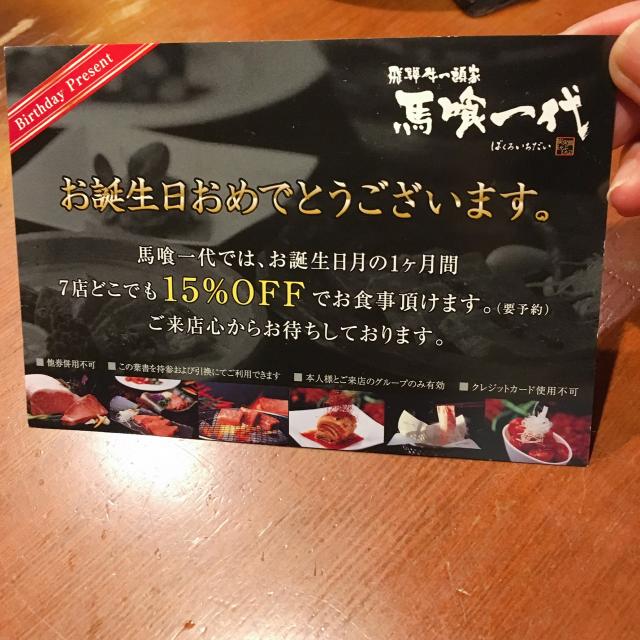 Birthday Present
飛騨牛一頭家
馬喰一代
ばくろいちだい
お誕生日おめでとうございます。
馬喰一代では、お誕生日月の1ヶ月間
7店どこでも15%OFFでお食事頂けます。(要予約)
ご来店心からお待ちしております。
■ 他券併用不可 ■ この葉書を持参および引換にてご利用できます ■ 本人様とご来店のグループのみ有効 ■ クレジットカード使用不可